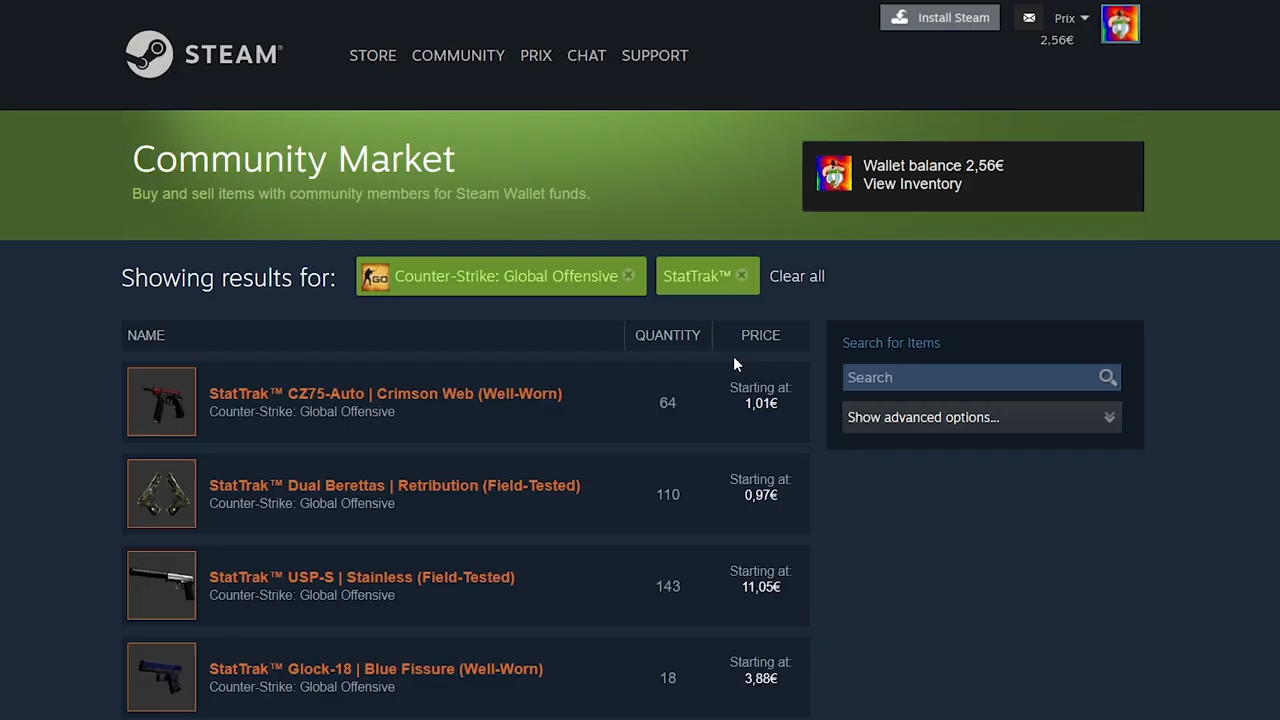 Install Steam
Prix
2,56€
STEAM®
STORE COMMUNITY PRIX CHAT SUPPORT
Community Market
Buy and sell items with community members for Steam Wallet funds.
Wallet balance 2,56€
View Inventory
Showing results for:
GO
Counter-Strike: Global Offensive
StatTrak™
Clear all
NAME QUANTITY PRICE
StatTrak™ CZ75-Auto | Crimson Web (Well-Worn)
Counter-Strike: Global Offensive
64
Starting at:
1,01€
StatTrak™ Dual Berettas | Retribution (Field-Tested)
Counter-Strike: Global Offensive
110
Starting at:
0,97€
StatTrak™ USP-S | Stainless (Field-Tested)
Counter-Strike: Global Offensive
143
Starting at:
11,05€
StatTrak™ Glock-18 | Blue Fissure (Well-Worn)
Counter-Strike: Global Offensive
18
Starting at:
3,88€
Search for Items
Search
Show advanced options...